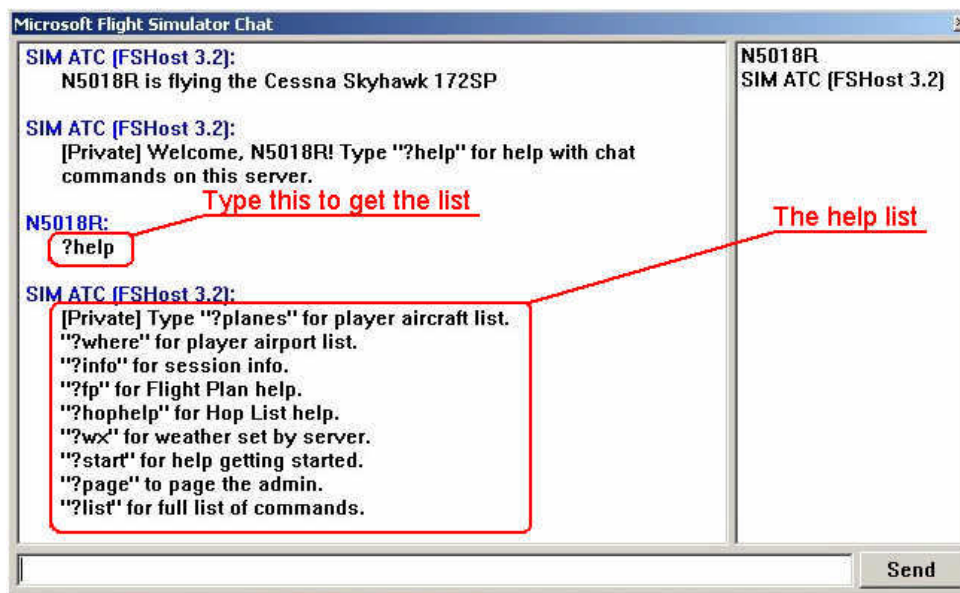 Microsoft Flight Simulator Chat
SIM ATC (FSHost 3.2):
N5018R is flying the Cessna Skyhawk 172SP
SIM ATC (FSHost 3.2):
[Private] Welcome, N5018R! Type "?help" for help with chat
commands on this server.
Type this to get the list
N5018R:
?help
SIM ATC (FSHost 3.2):
[Private] Type "?planes" for player aircraft list.
"?where" for player airport list.
"?info" for session info.
"?fp" for Flight Plan help.
"?hophelp" for Hop List help.
"?wx" for weather set by server.
"?start" for help getting started.
"?page" to page the admin.
"?list" for full list of commands.
N5018R
SIM ATC (FSHost 3.2)
The help list
Send